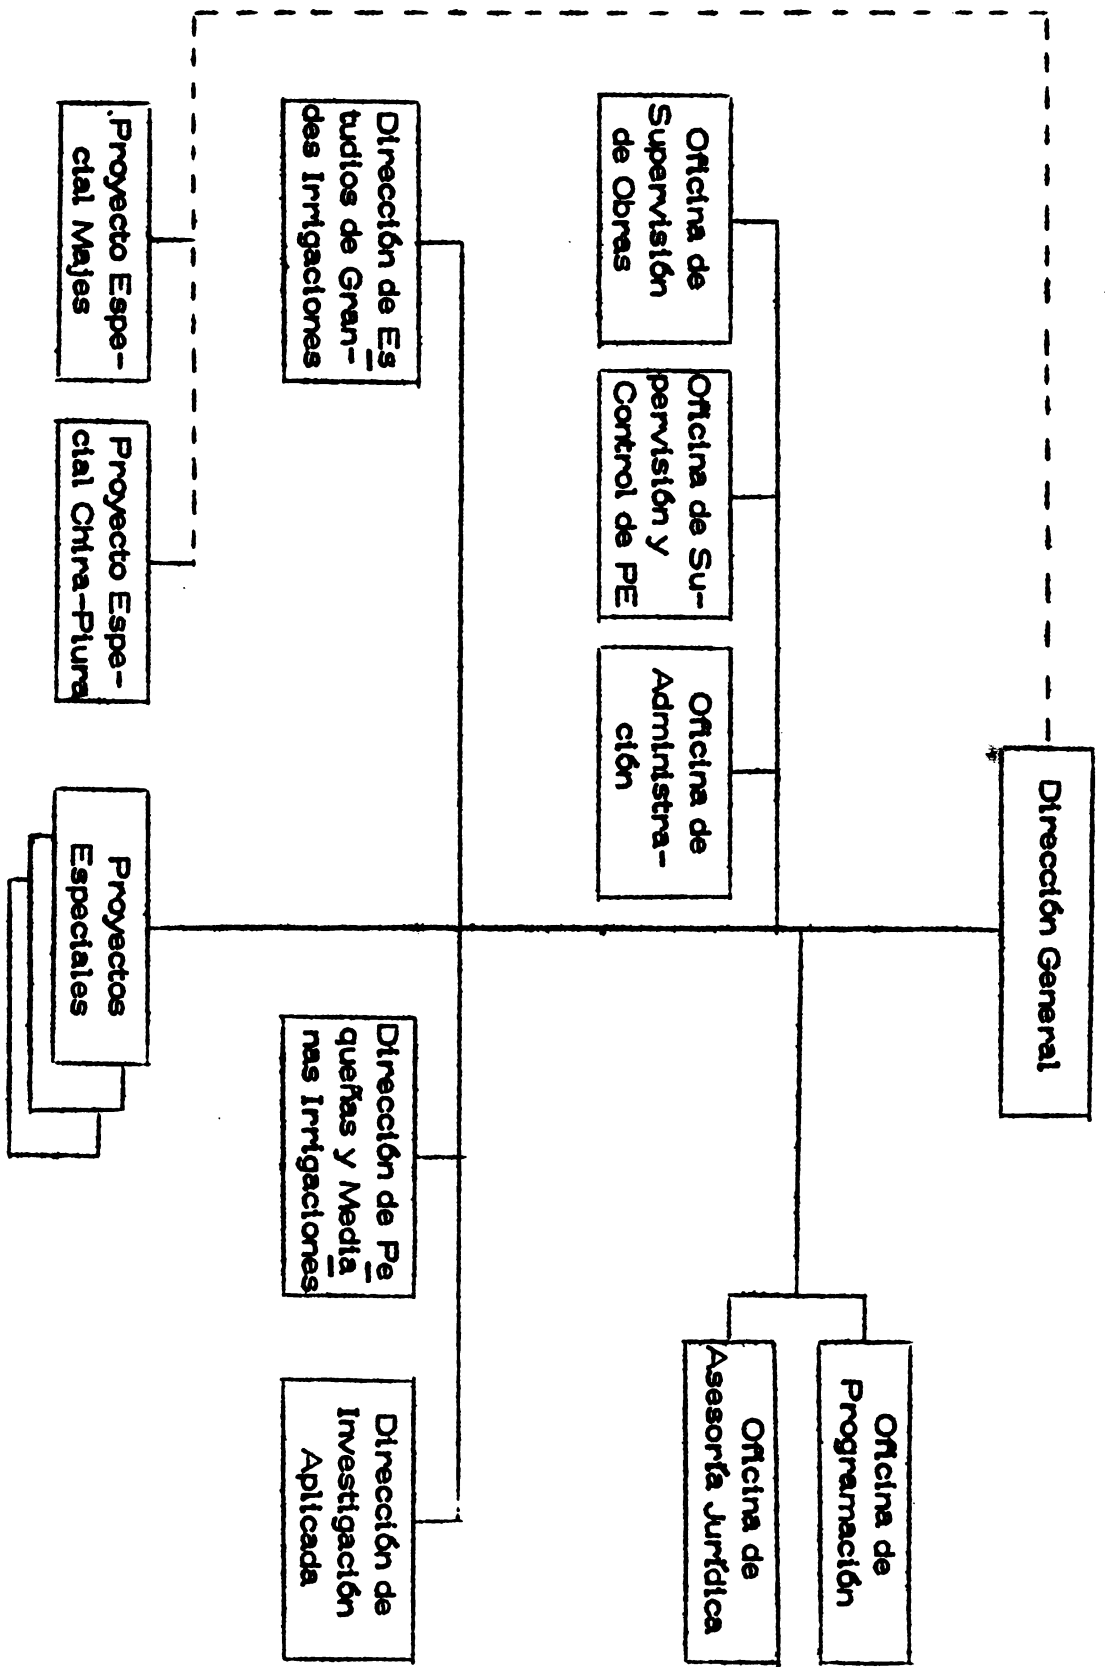 Dirección General
Oficina de
Programación
Oficina de
Asesoría Jurídica
Oficina de
Supervisión
de Obras
Oficina de Su-
pervisión y
Control de PE
Oficina de
Administra-
ción
Dirección de Es
tudios de Gran-
des Irrigaciones
Dirección de Pe
queñas y Media
nas Irrigaciones
Dirección de
Investigación
Aplicada
.Proyecto Espe-
cial Majes
Proyecto Espe-
cial Chira-Piura
Proyectos
Especiales